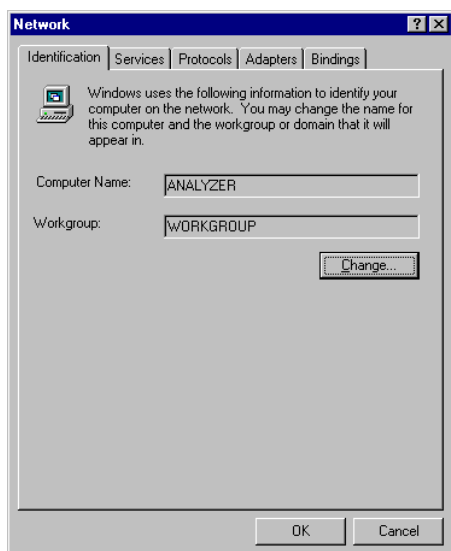 Network
Identification Services Protocols Adapters Bindings
Windows uses the following information to identify your
computer on the network. You may change the name for
this computer and the workgroup or domain that it will
appear in.
Computer Name: ANALYZER
Workgroup: WORKGROUP
Change...
OK Cancel